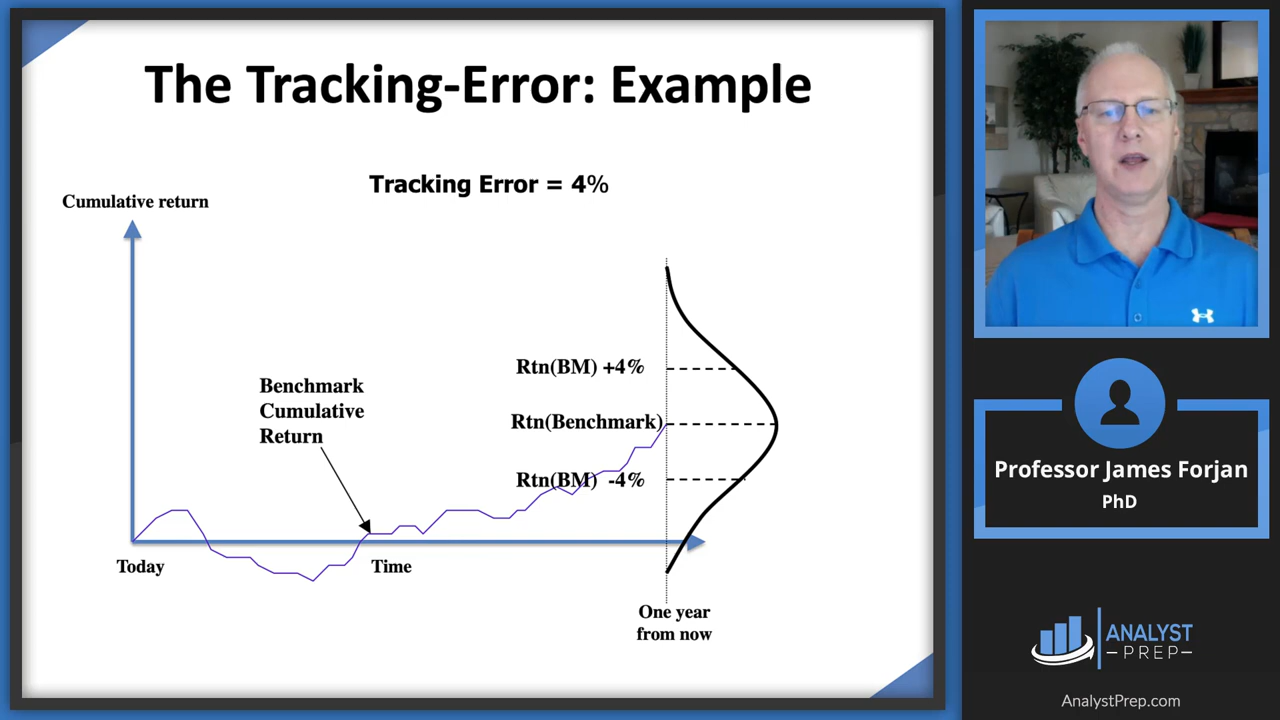 The Tracking-Error: Example
Tracking Error = 4%
Cumulative return
Rtn(BM) +4%
Benchmark
Cumulative
Return
Rtn(Benchmark)
Rtn(BM) -4%
Today
Time
One year
from now
Professor James Forjan
PhD
ANALYST
PREP
AnalystPrep.com